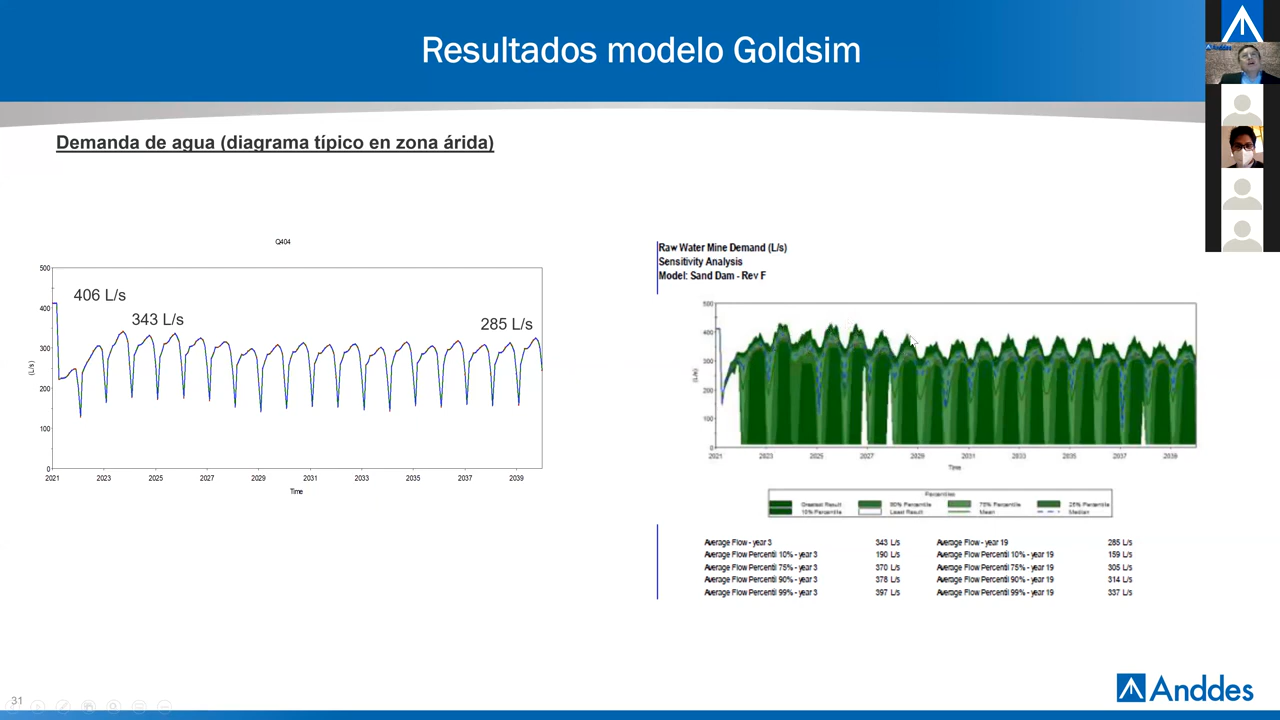 Resultados modelo Goldsim
Demanda de agua (diagrama típico en zona árida)
Q404
500
400
300
200
100
0
(L/s)
406 L/s
343 L/s
285 L/s
2021
2023
2025
2027
2029
2031
2033
2035
2037
2039
Time
Raw Water Mine Demand (L/s)
Sensitivity Analysis
Model: Sand Dam - Rev F
500
400
300
200
100
0
(L/s)
2021
2023
2025
2027
2029
2031
2033
2035
2037
2039
Time
Percentiles
Greatest Result
90% Percentile
75% Percentile
25% Percentile
10% Percentile
Least Result
Mean
Median
Average Flow - year 3 343 L/s Average Flow - year 19 285 L/s
Average Flow Percentil 10% - year 3 190 L/s Average Flow Percentil 10% - year 19 159 L/s
Average Flow Percentil 75% - year 3 370 L/s Average Flow Percentil 75% - year 19 305 L/s
Average Flow Percentil 90% - year 3 378 L/s Average Flow Percentil 90% - year 19 314 L/s
Average Flow Percentil 99% - year 3 397 L/s Average Flow Percentil 99% - year 19 337 L/s
31
Anddes
Anddes